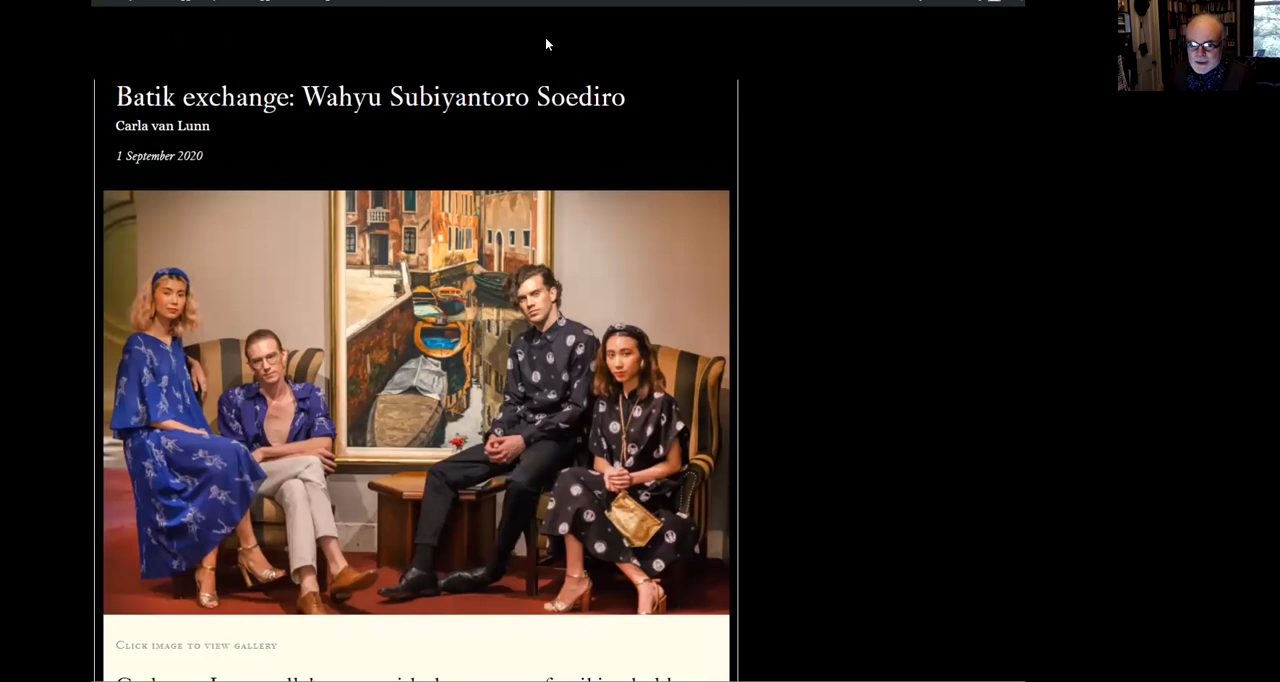 Batik exchange: Wahyu Subiyantoro Soediro
Carla van Lunn
1 September 2020
Click image to view gallery